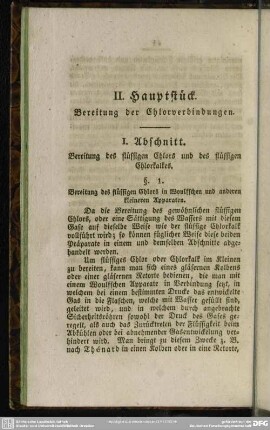 II. Hauptstück.
Bereitung der Chlorverbindungen.
I. Abschnitt.
Bereitung des flüssigen Chlors und des flüssigen
Chlorkalkes.
§. 1.
Bereitung des flüssigen Chlors in Woulfschen und anderen
kleineren Apparaten.
Da die Bereitung des gewöhnlichen flüssigen
Chlors, oder eine Sättigung des Wassers mit diesem
Gase auf dieselbe Weise wie der flüssige Chlorkalk
vollführt wird; so können füglicher Weise diese beiden
Präparate in einem und demselben Abschnitte abge-
handelt werden.
Um flüssiges Chlor oder Chlorkalk im Kleinen
zu bereiten, kann man sich eines gläsernen Kolbens
oder einer gläsernen Retorte bedienen, die man mit
einem Woulfschen Apparate in Verbindung setzt, in
welchem bei einem bestimmten Drucke das entwickelte
Gas in die Flaschen, welche mit Wasser gefüllt sind,
geleitet wird, und in welchem durch angebrachte
Sicherheitsröhren sowohl der Druck des Gases ge-
regelt, als auch das Zurücktreten der Flüssigkeit beim
Abkühlen oder bei abnehmender Gasentwickelung ver-
hindert wird. Man bringt zu diesem Zwecke z. B.
nach Thénard in einen Kolben oder in eine Retorte,